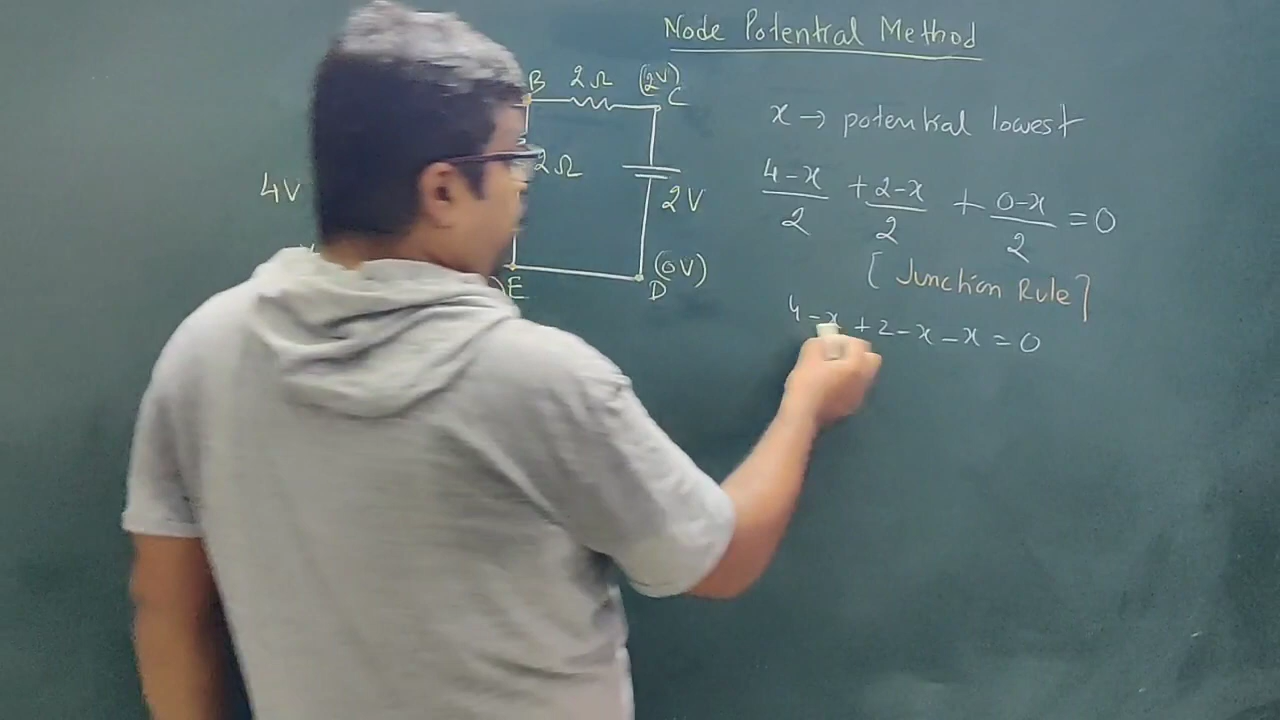 Node Potential Method
B 2Ω (2V) C
x → potential lowest
2Ω
4V
2V
4-x/2 + 2-x/2 + 0-x/2 = 0
[Junction Rule]
) E
(0V)
D
4-x+2-x-x=0